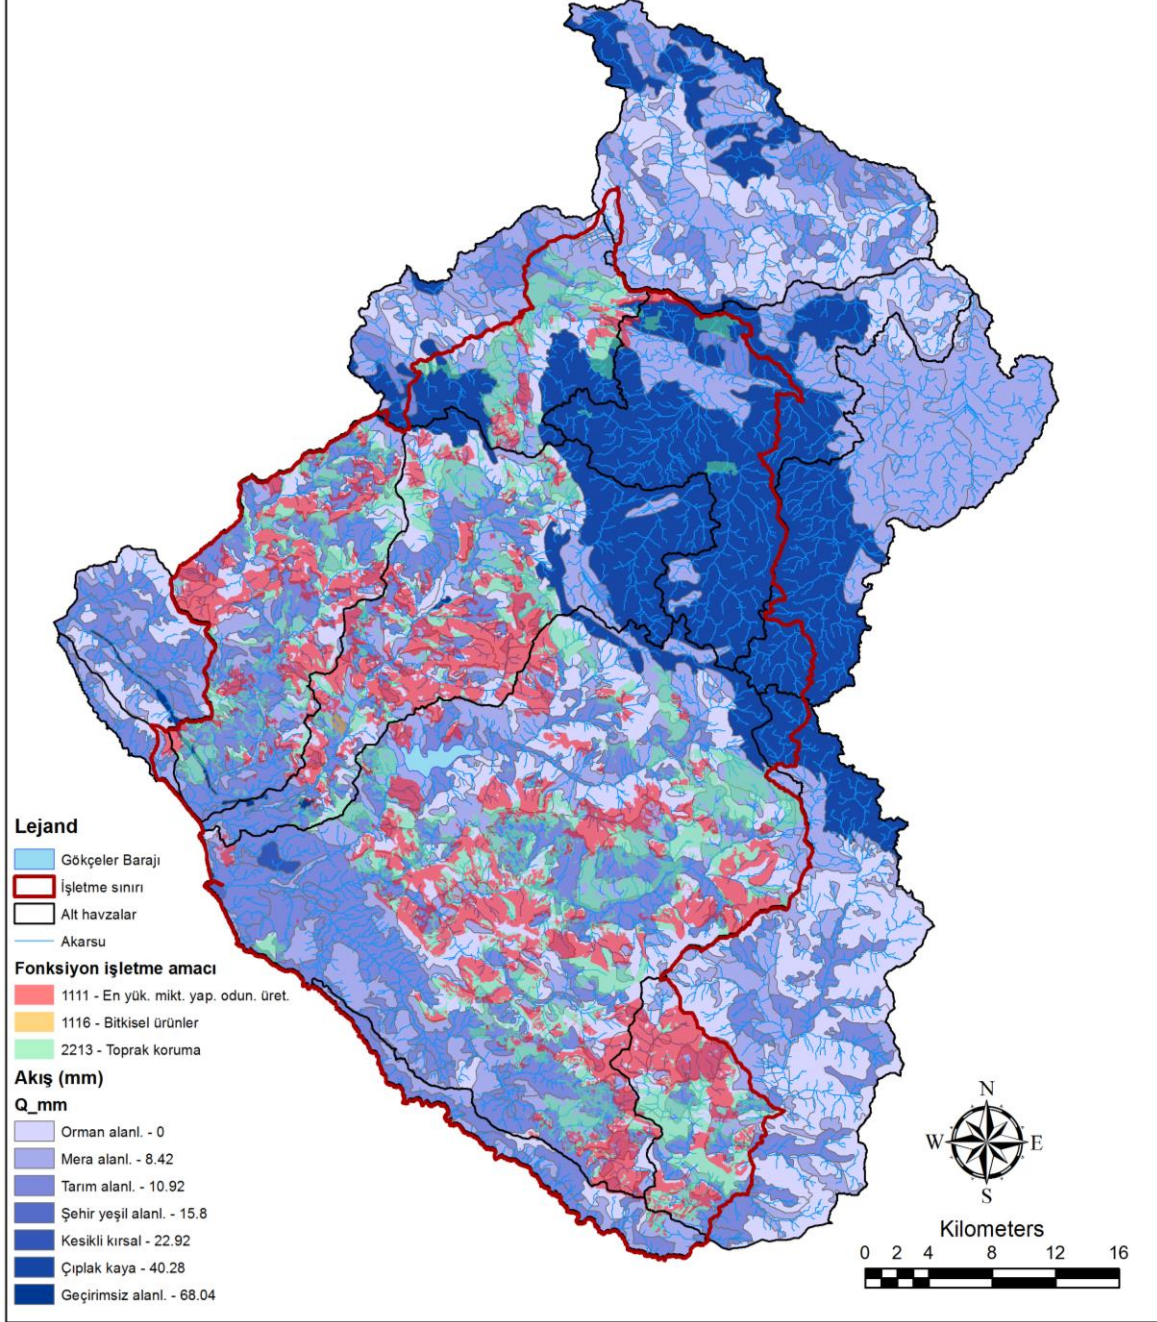 Lejand
Gökçeler Barajı
İşletme sınırı
Alt havzalar
Akarsu
Fonksiyon işletme amacı
1111 - En yük. mikt. yap. odun. üret.
1116 - Bitkisel ürünler
2213 - Toprak koruma
Akış (mm)
Q_mm
Orman alanl. - 0
Mera alanl. - 8.42
Tarım alanl. - 10.92
Şehir yeşil alanl. - 15.8
Kesikli kırsal - 22.92
Çıplak kaya - 40.28
Geçirimsiz alanl. - 68.04
N
W E
S
Kilometers
0 2 4 8 12 16